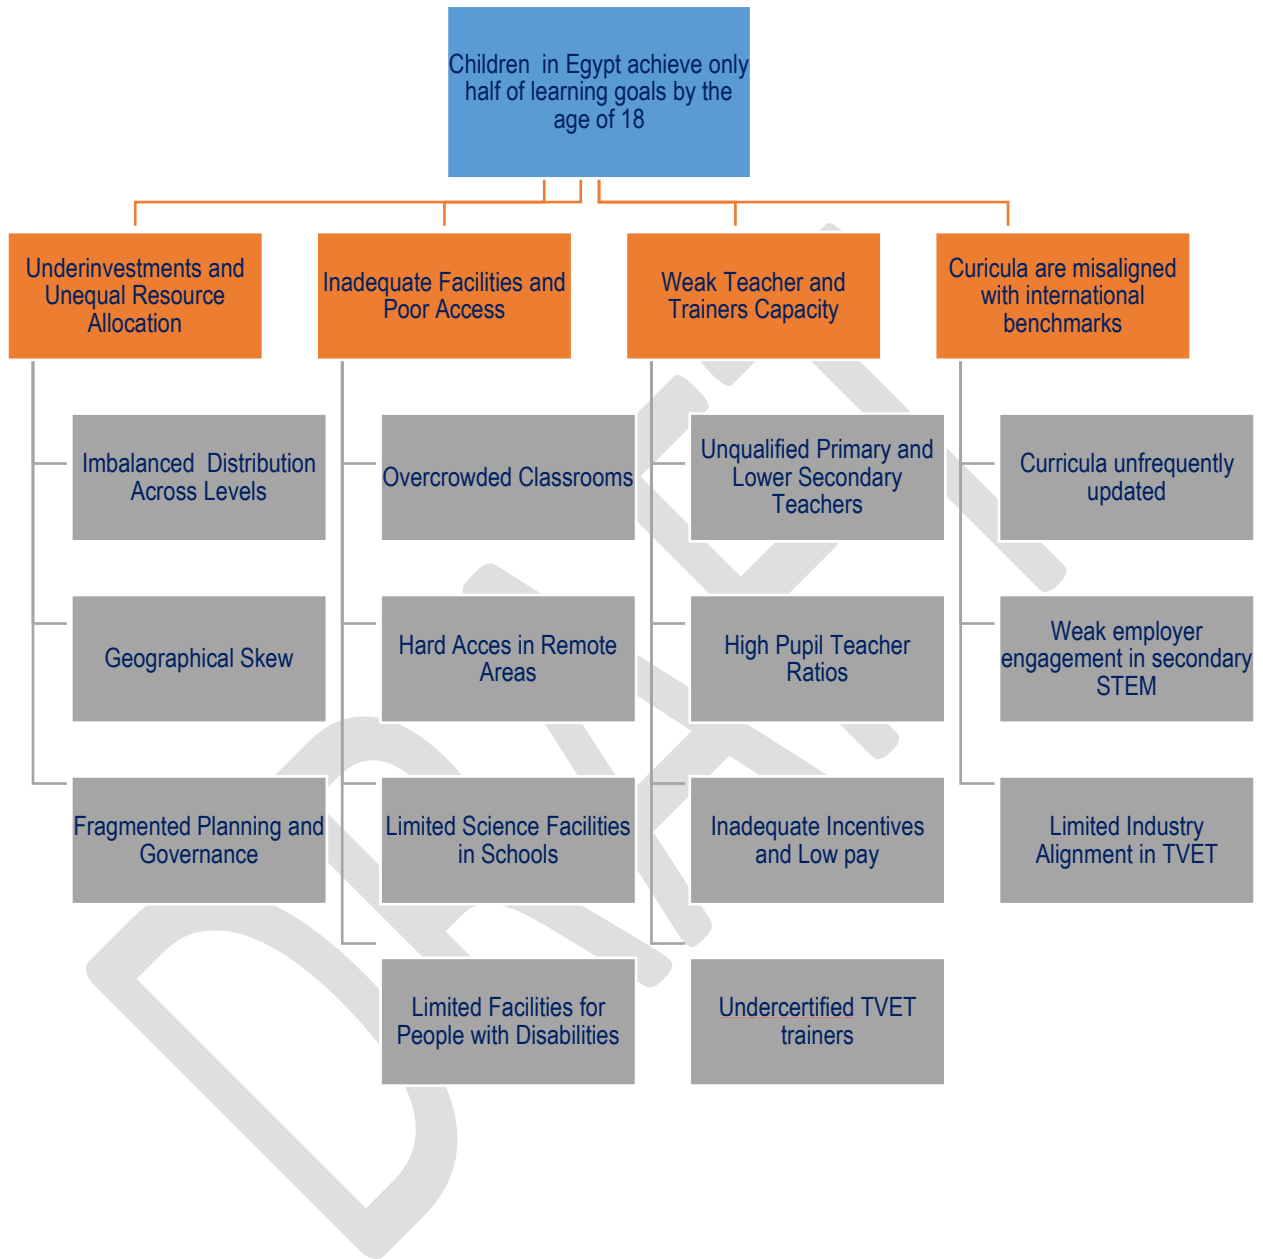 Children in Egypt achieve only
half of learning goals by the
age of 18
Underinvestments and
Unequal Resource
Allocation
Inadequate Facilities and
Poor Access
Weak Teacher and
Trainers Capacity
Curicula are misaligned
with international
benchmarks
Imbalanced Distribution
Across Levels
Overcrowded Classrooms
Unqualified Primary and
Lower Secondary
Teachers
Curricula unfrequently
updated
Geographical Skew
Hard Acces in Remote
Areas
High Pupil Teacher
Ratios
Weak employer
engagement in secondary
STEM
Fragmented Planning and
Governance
Limited Science Facilities
in Schools
Inadequate Incentives
and Low pay
Limited Industry
Alignment in TVET
Limited Facilities for
People with Disabilities
Undercertified TVET
trainers
DRAFT